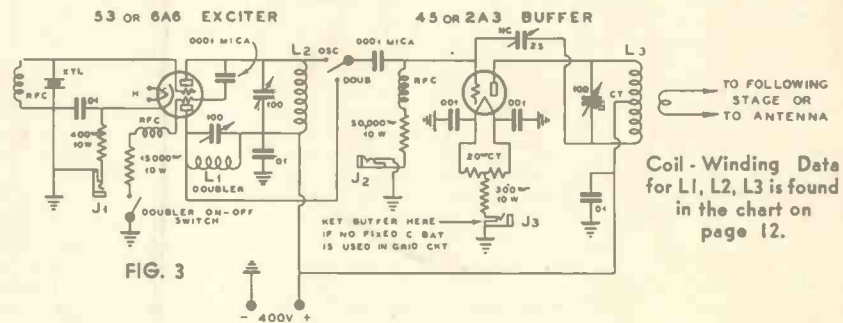 53 OR 6A6 EXCITER
45 OR 2A3 BUFFER
.0001 MICA
L2
OSC
.0001 MICA
NC
25
L3
XTL
RFC
H
.01
400~
10W
RFC
15000~
10W
100
100
.01
L1
DOUBLER
DOUB
RFC
50,000~
10W
.001
.001
20~CT
300~
10W
100
CT
.01
TO FOLLOWING
STAGE OR
TO ANTENNA
J1
DOUBLER ON-OFF
SWITCH
J2
KEY BUFFER HERE
IF NO FIXED C BAT
IS USED IN GRID CKT
J3
Coil - Winding Data
for L1, L2, L3 is found
in the chart on
page 12.
FIG. 3
- 400V +